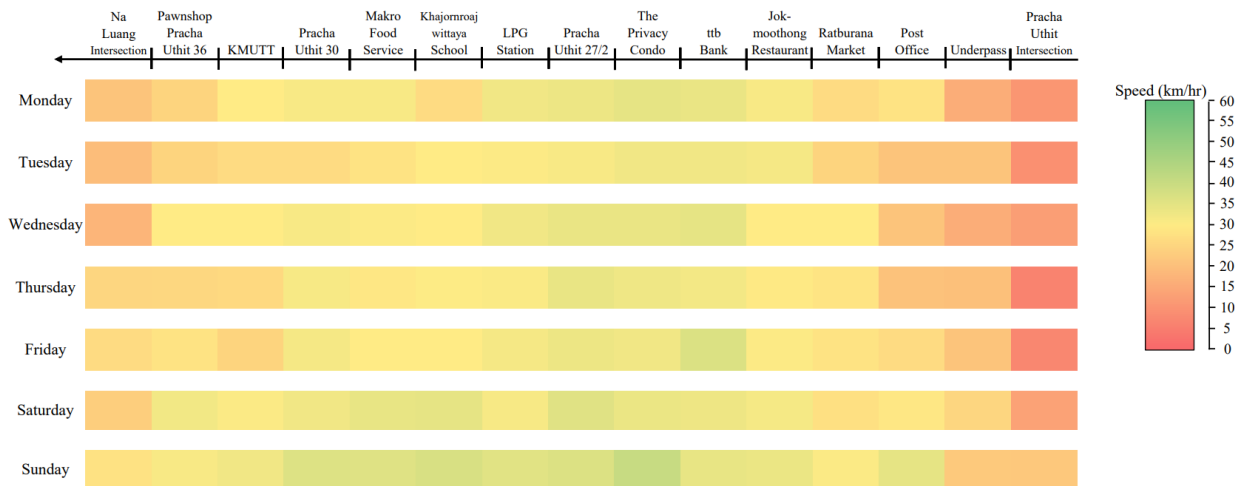 Na Luang Intersection
Pawnshop Pracha Uthit 36
KMUTT
Pracha Uthit 30
Makro Food Service
Khajornroaj wittaya School
LPG Station
Pracha Uthit 27/2
The Privacy Condo
ttb Bank
Jok-moothong Restaurant
Ratburana Market
Post Office
Underpass
Pracha Uthit Intersection
Monday
Tuesday
Wednesday
Thursday
Friday
Saturday
Sunday
Speed (km/hr)
60
55
50
45
40
35
30
25
20
15
10
5
0